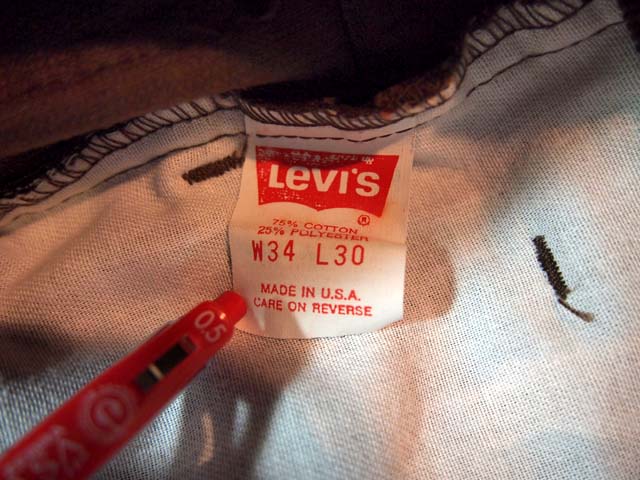 LEVI'S
®
75% COTTON
25% POLYESTER
W34 L30
MADE IN U.S.A.
CARE ON REVERSE
0.5
e